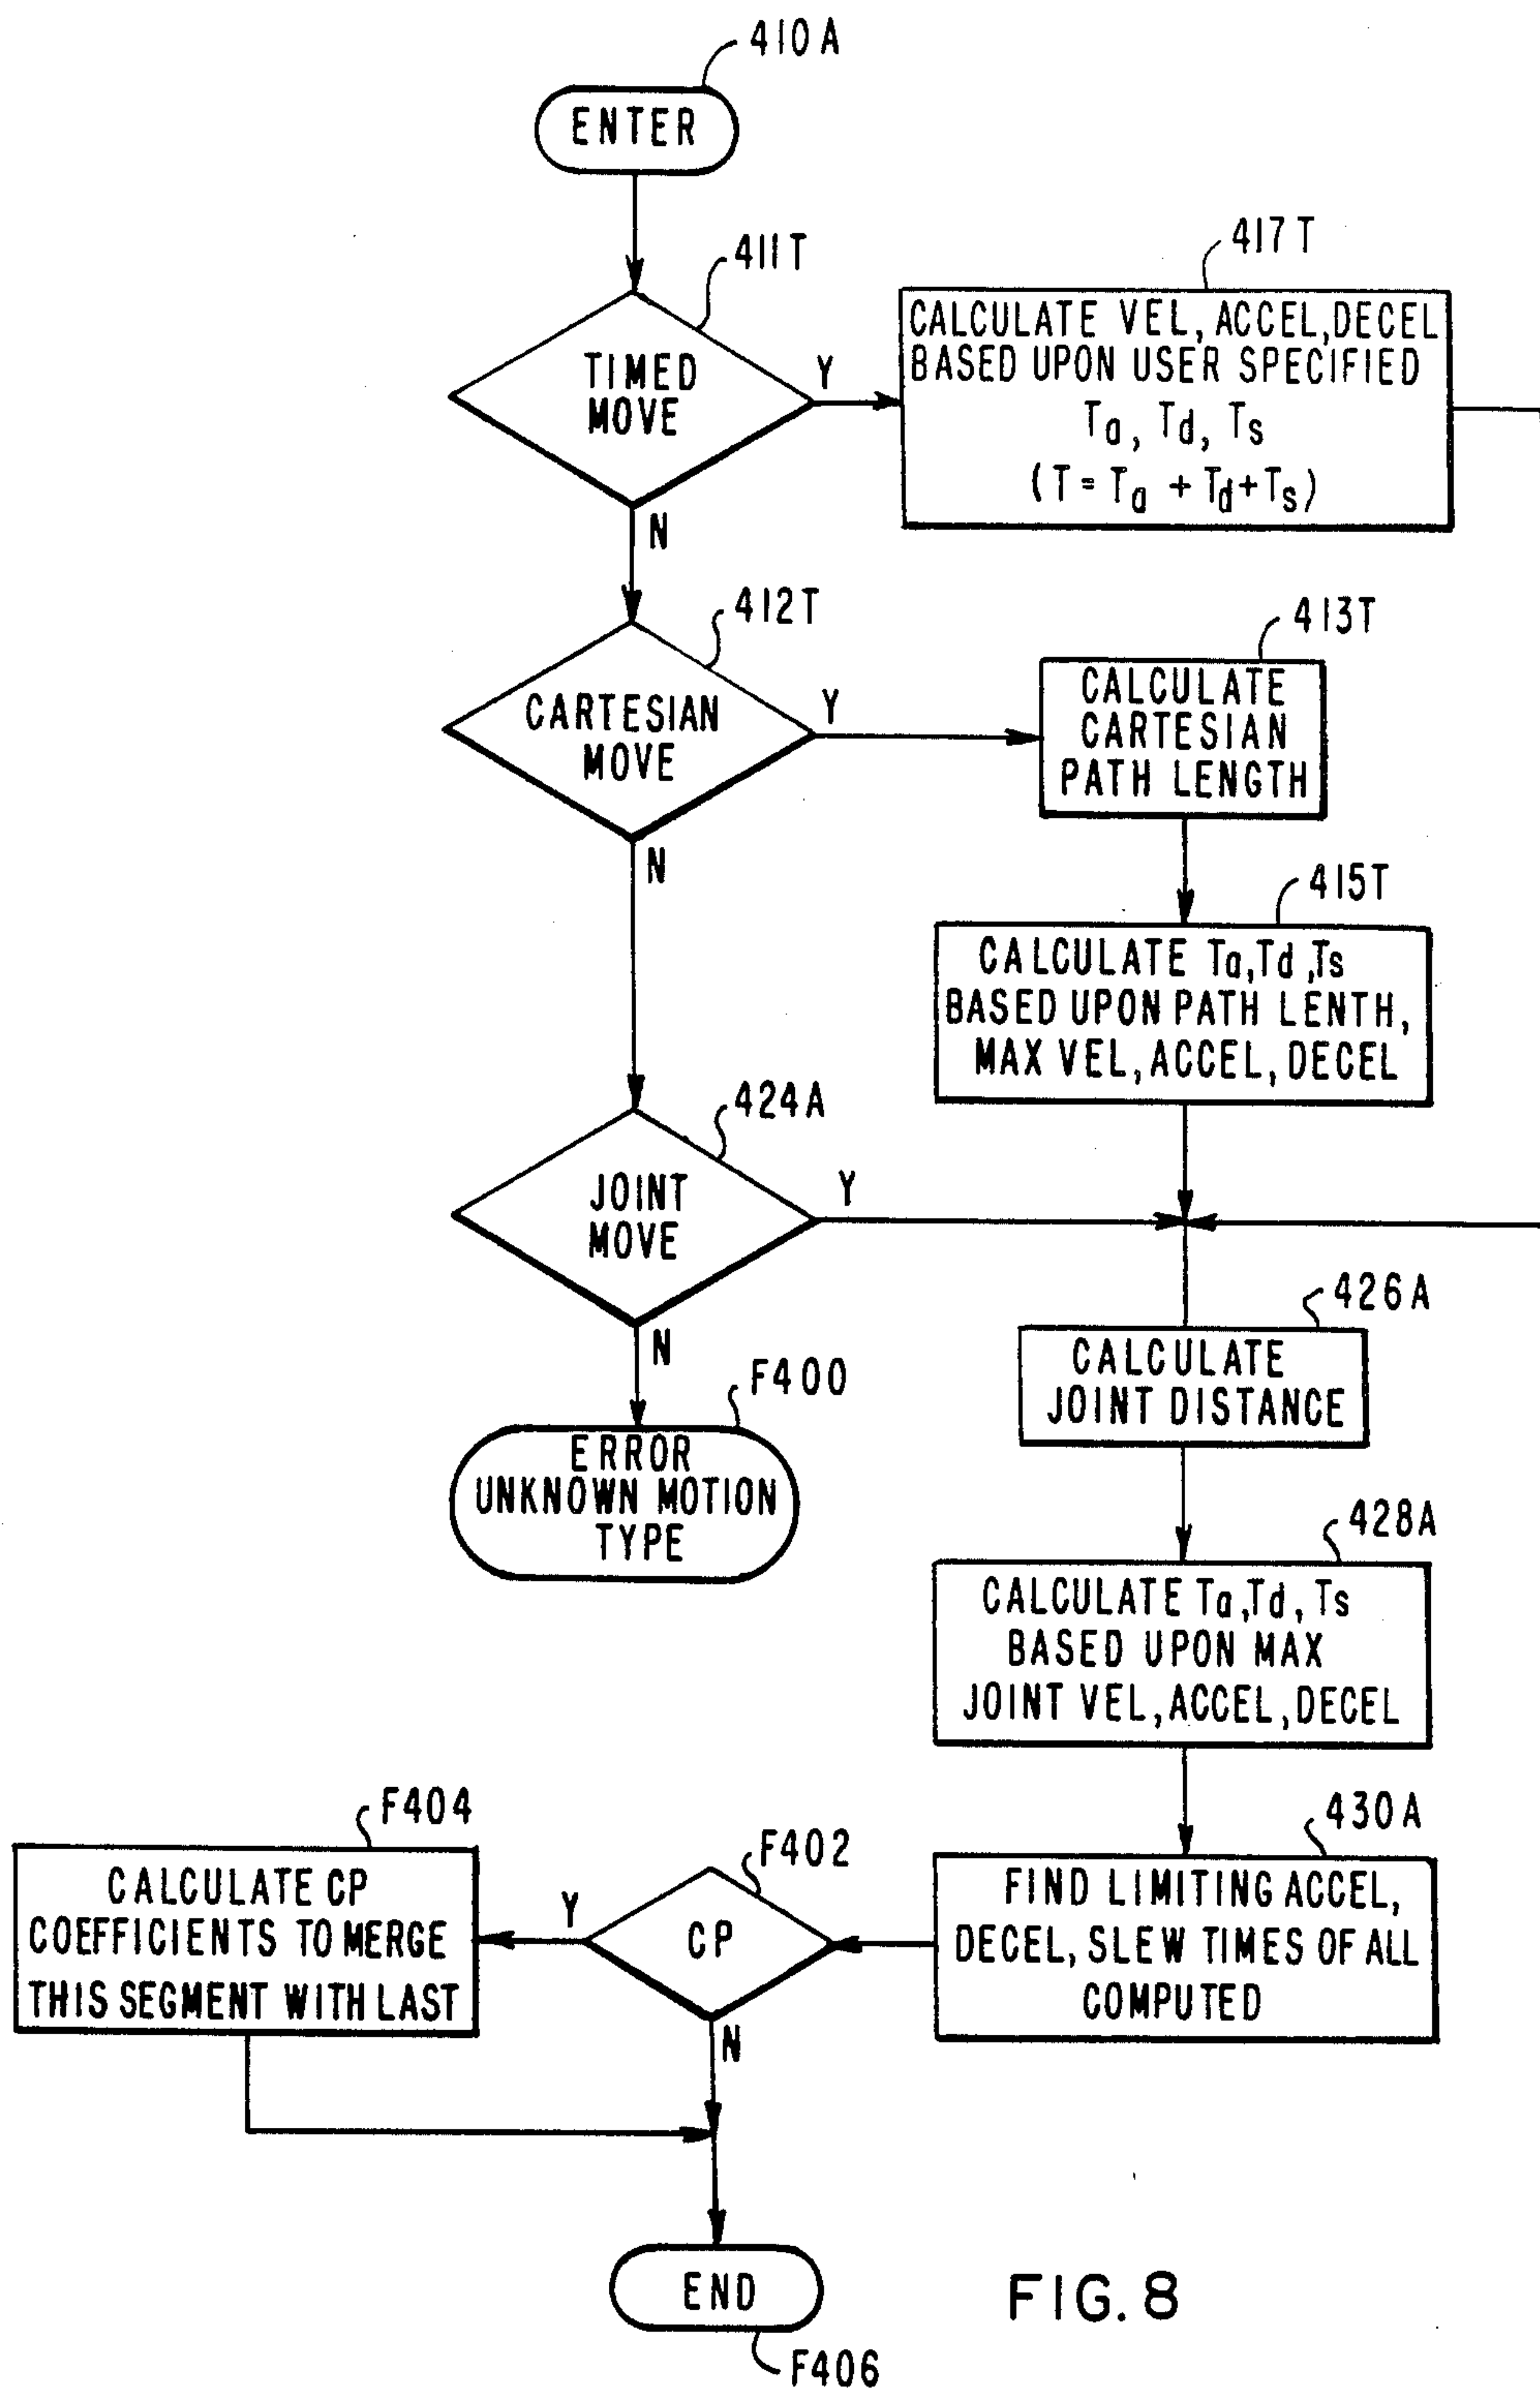 410A
ENTER
411T
TIMED
MOVE
Y
N
417T
CALCULATE VEL, ACCEL, DECEL
BASED UPON USER SPECIFIED
Ta, Td, Ts
(T = Ta + Td + Ts)
412T
CARTESIAN
MOVE
Y
N
413T
CALCULATE
CARTESIAN
PATH LENGTH
415T
CALCULATE Ta, Td, Ts
BASED UPON PATH LENTH,
MAX VEL, ACCEL, DECEL
424A
JOINT
MOVE
Y
N
F400
ERROR
UNKNOWN MOTION
TYPE
426A
CALCULATE
JOINT DISTANCE
428A
CALCULATE Ta, Td, Ts
BASED UPON MAX
JOINT VEL, ACCEL, DECEL
430A
FIND LIMITING ACCEL,
DECEL, SLEW TIMES OF ALL
COMPUTED
F402
CP
Y
N
F404
CALCULATE CP
COEFFICIENTS TO MERGE
THIS SEGMENT WITH LAST
END
F406
FIG. 8